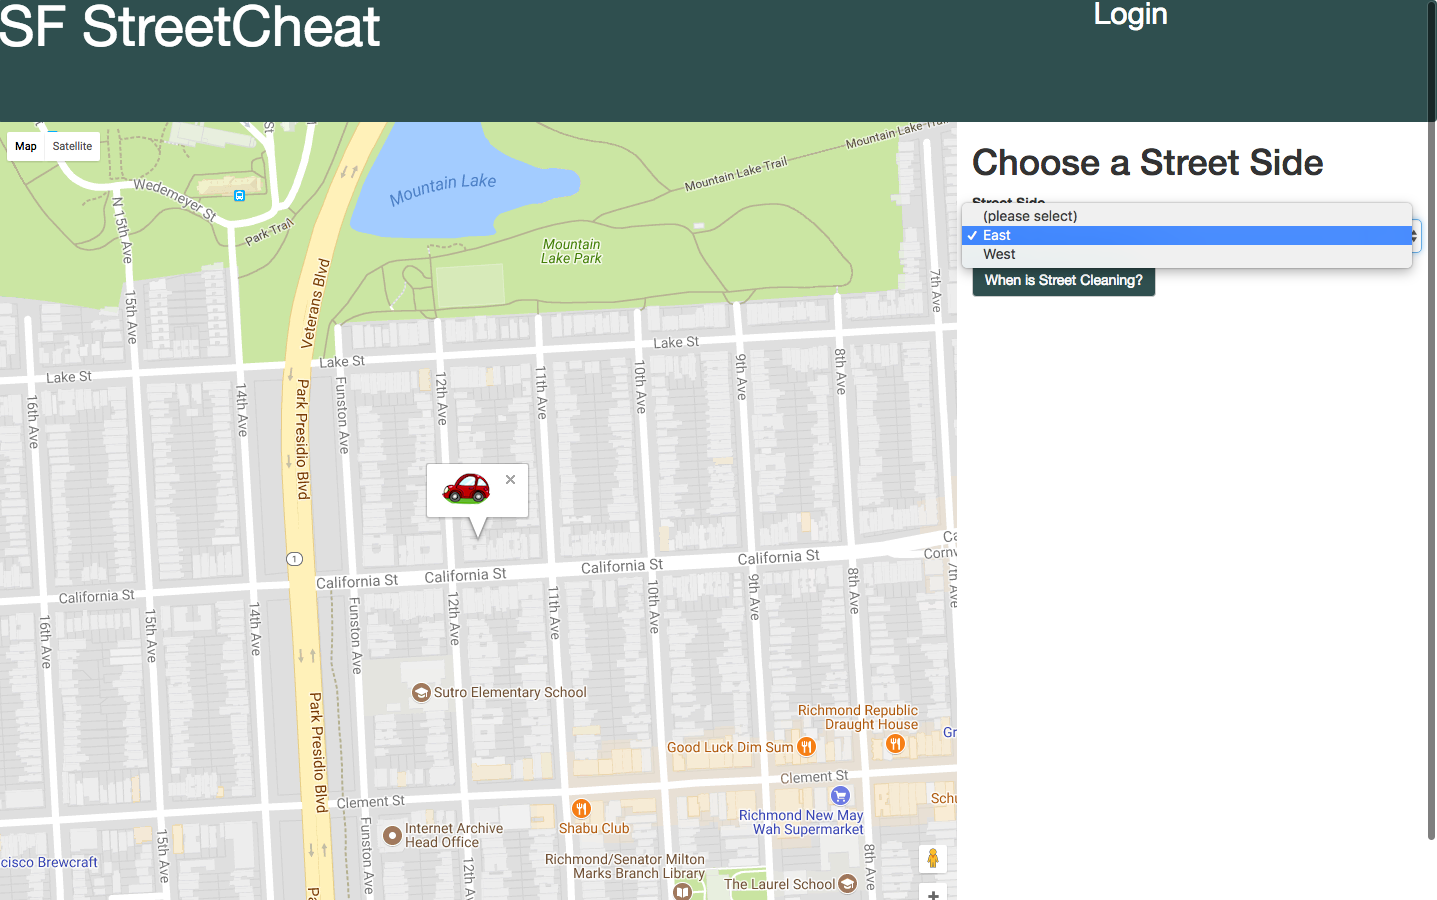 SF StreetCheat
Login
Map
Satellite
Choose a Street Side
Street Side
(please select)
✓ East
West
When is Street Cleaning?
Mountain Lake Trail
Mountain Lake Trail
Mountain Lake
Mountain
Lake Park
Wedemeyer St
Park Trail
N 15th Ave
15th Ave
Veterans Blvd
7th Ave
Lake St
Lake St
Lake St
16th Ave
14th Ave
Park Presidio Blvd
Funston Ave
12th Ave
11th Ave
10th Ave
9th Ave
8th Ave
1
California St
California St
California St
California St
California St
Ca
Corn
16th Ave
15th Ave
14th Ave
Funston Ave
12th Ave
11th Ave
10th Ave
9th Ave
8th Ave
7th Ave
Sutro Elementary School
Richmond Republic
Draught House
Good Luck Dim Sum
Gr
Park Presidio Blvd
Clement St
Clement St
Richmond New May
Wah Supermarket
Schu
Shabu Club
Internet Archive
Head Office
cisco Brewcraft
15th Ave
Funston Ave
12th Ave
8th Ave
Richmond/Senator Milton
Marks Branch Library
The Laurel School
Pa
+